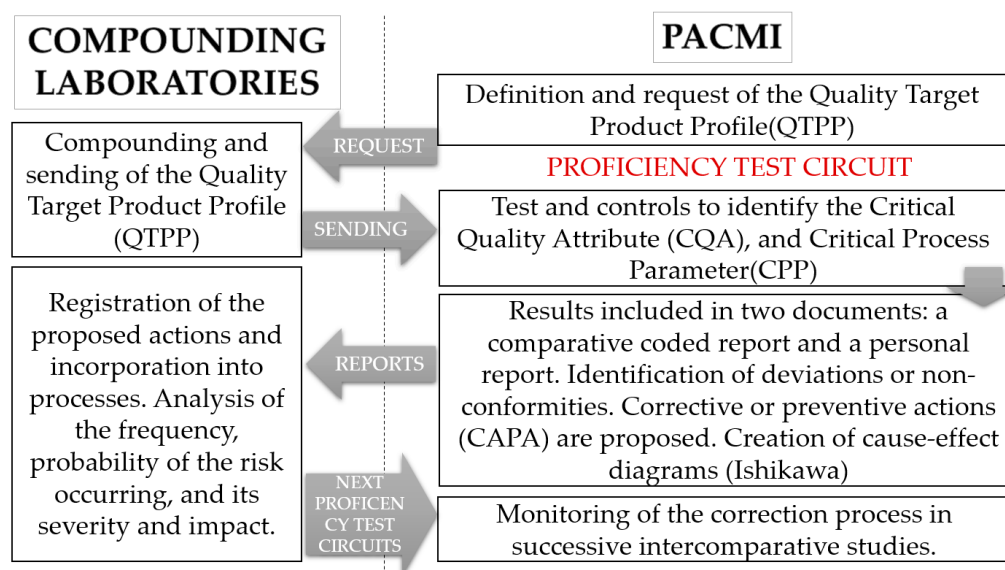 COMPOUNDING
LABORATORIES
PACMI
Definition and request of the Quality Target
Product Profile(QTPP)
REQUEST
Compounding and
sending of the Quality
Target Product Profile
(QTPP)
PROFICIENCY TEST CIRCUIT
SENDING
Test and controls to identify the Critical
Quality Attribute (CQA), and Critical Process
Parameter(CPP)
Results included in two documents: a
comparative coded report and a personal
report. Identification of deviations or non-
conformities. Corrective or preventive actions
(CAPA) are proposed. Creation of cause-effect
diagrams (Ishikawa)
REPORTS
Registration of the
proposed actions and
incorporation into
processes. Analysis of
the frequency,
probability of the risk
occurring, and its
severity and impact.
NEXT
PROFICEN
CY TEST
CIRCUITS
Monitoring of the correction process in
successive intercomparative studies.